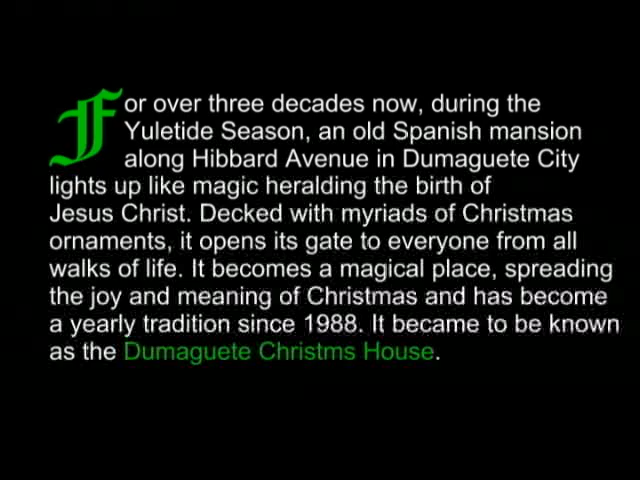 For over three decades now, during the
Yuletide Season, an old Spanish mansion
along Hibbard Avenue in Dumaguete City
lights up like magic heralding the birth of
Jesus Christ. Decked with myriads of Christmas
ornaments, it opens its gate to everyone from all
walks of life. It becomes a magical place, spreading
the joy and meaning of Christmas and has become
a yearly tradition since 1988. It became to be known
as the Dumaguete Christms House.